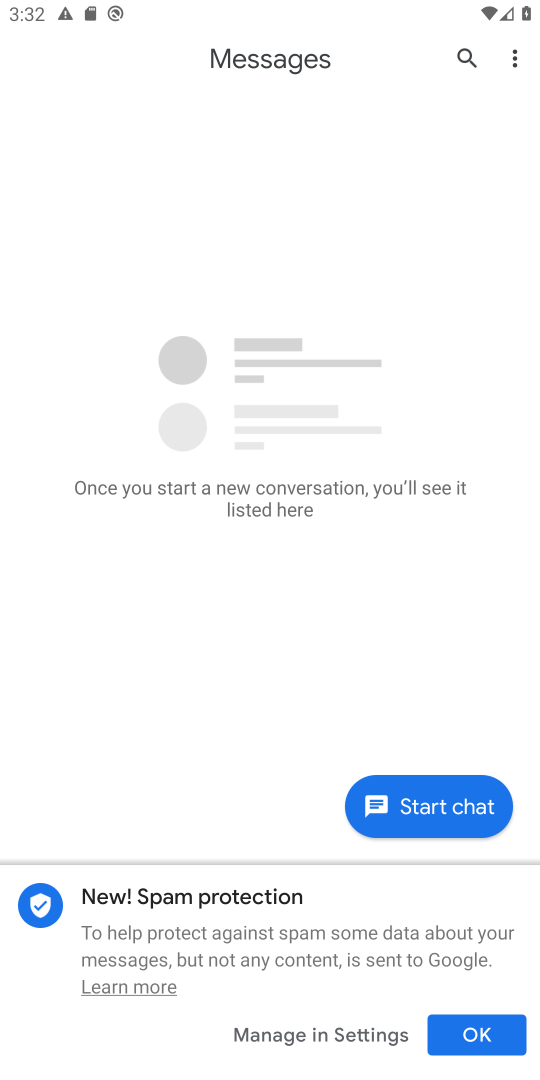 3:32
Messages
Once you start a new conversation, you’ll see it
listed here
Start chat
New! Spam protection
To help protect against spam some data about your
messages, but not any content, is sent to Google.
Learn more
Manage in Settings
OK